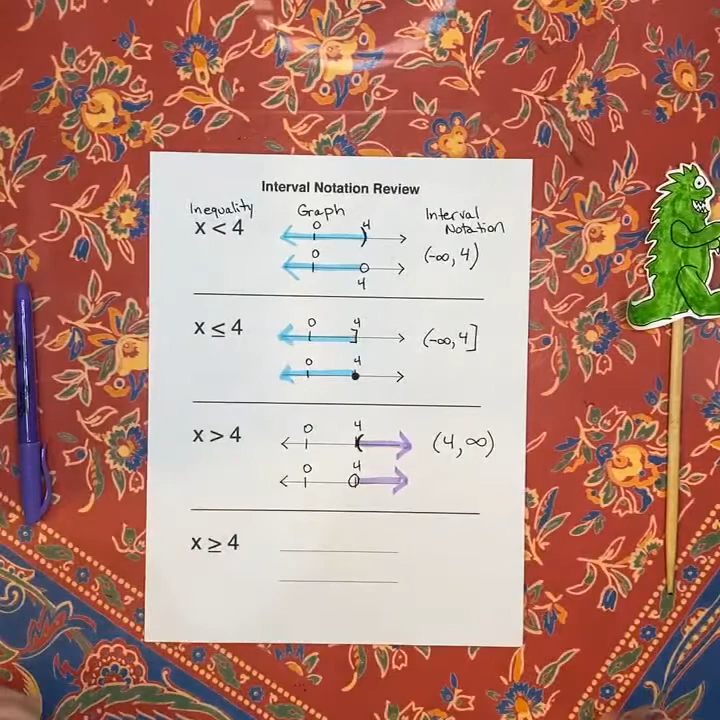 Interval Notation Review
Inequality Graph Interval Notation
x < 4
0 4 )
(-∞, 4)
0
4
x ≤ 4
0 4 ]
(-∞, 4]
0 4
x > 4
0 4 (
(4, ∞)
0 4
x ≥ 4